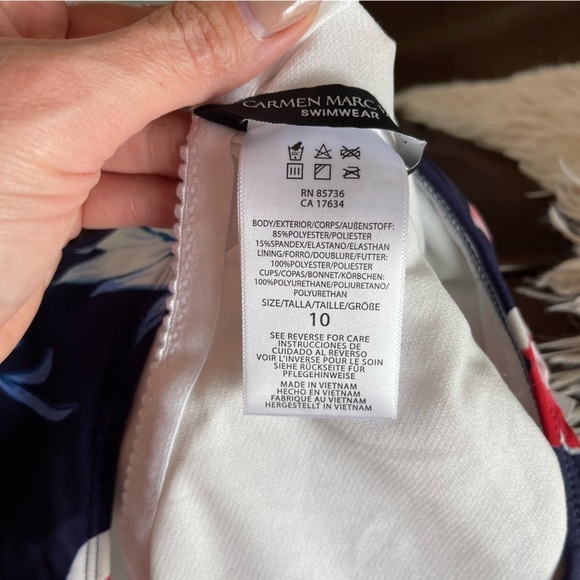 CARMEN MARC
SWIMWEAR
RN 85736
CA 17634
BODY/EXTERIOR/CORPS/AUßENSTOFF:
85%POLYESTER/POLIESTER
15%SPANDEX/ELASTANO/ELASTHAN
LINING/FORRO/DOUBLURE/FUTTER:
100%POLYESTER/POLIESTER
CUPS/COPAS/BONNET/KÖRBCHEN:
100%POLYURETHANE/POLIURETANO/
POLYURETHAN
SIZE/TALLA/TAILLE/GRÖßE
10
SEE REVERSE FOR CARE
INSTRUCCIONES DE
CUIDADO AL REVERSO
VOIR L'INVERSE POUR LE SOIN
SIEHE RÜCKSEITE FÜR
PFLEGEHINWEISE
MADE IN VIETNAM
HECHO EN VIETNAM
FABRIQUE AU VIETNAM
HERGESTELLT IN VIETNAM